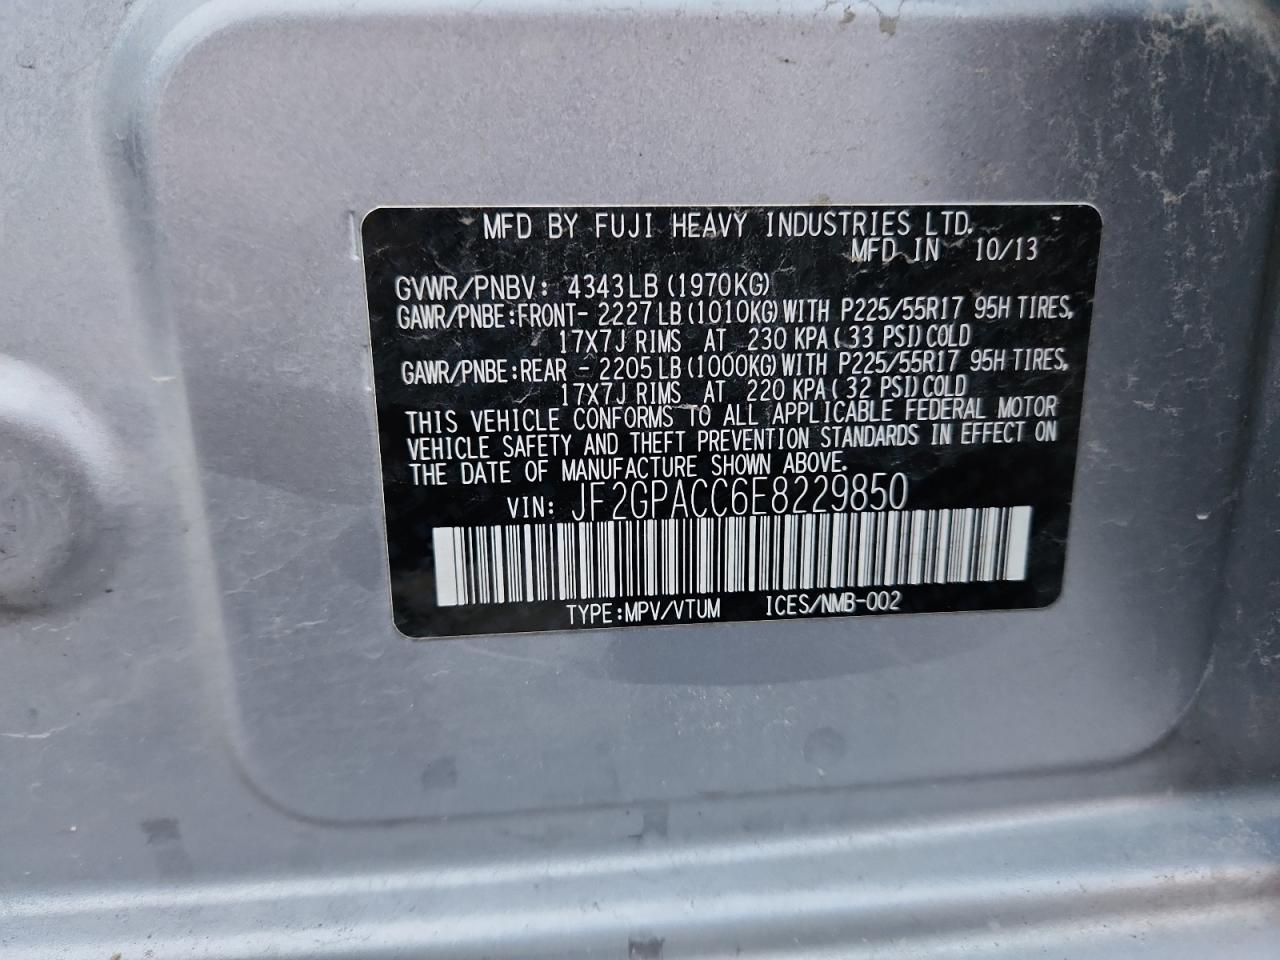 MFD BY FUJI HEAVY INDUSTRIES LTD.
MFD IN 10/13
GVWR/PNBV: 4343LB(1970KG)
GAWR/PNBE:FRONT- 2227LB(1010KG)WITH P225/55R17 95H TIRES,
17X7J RIMS AT 230 KPA(33 PSI)COLD
GAWR/PNBE:REAR - 2205LB(1000KG)WITH P225/55R17 95H TIRES,
17X7J RIMS AT 220 KPA(32 PSI)COLD
THIS VEHICLE CONFORMS TO ALL APPLICABLE FEDERAL MOTOR
VEHICLE SAFETY AND THEFT PREVENTION STANDARDS IN EFFECT ON
THE DATE OF MANUFACTURE SHOWN ABOVE.
VIN: JF2GPACC6E8229850
TYPE:MPV/VTUM ICES/NMB-002